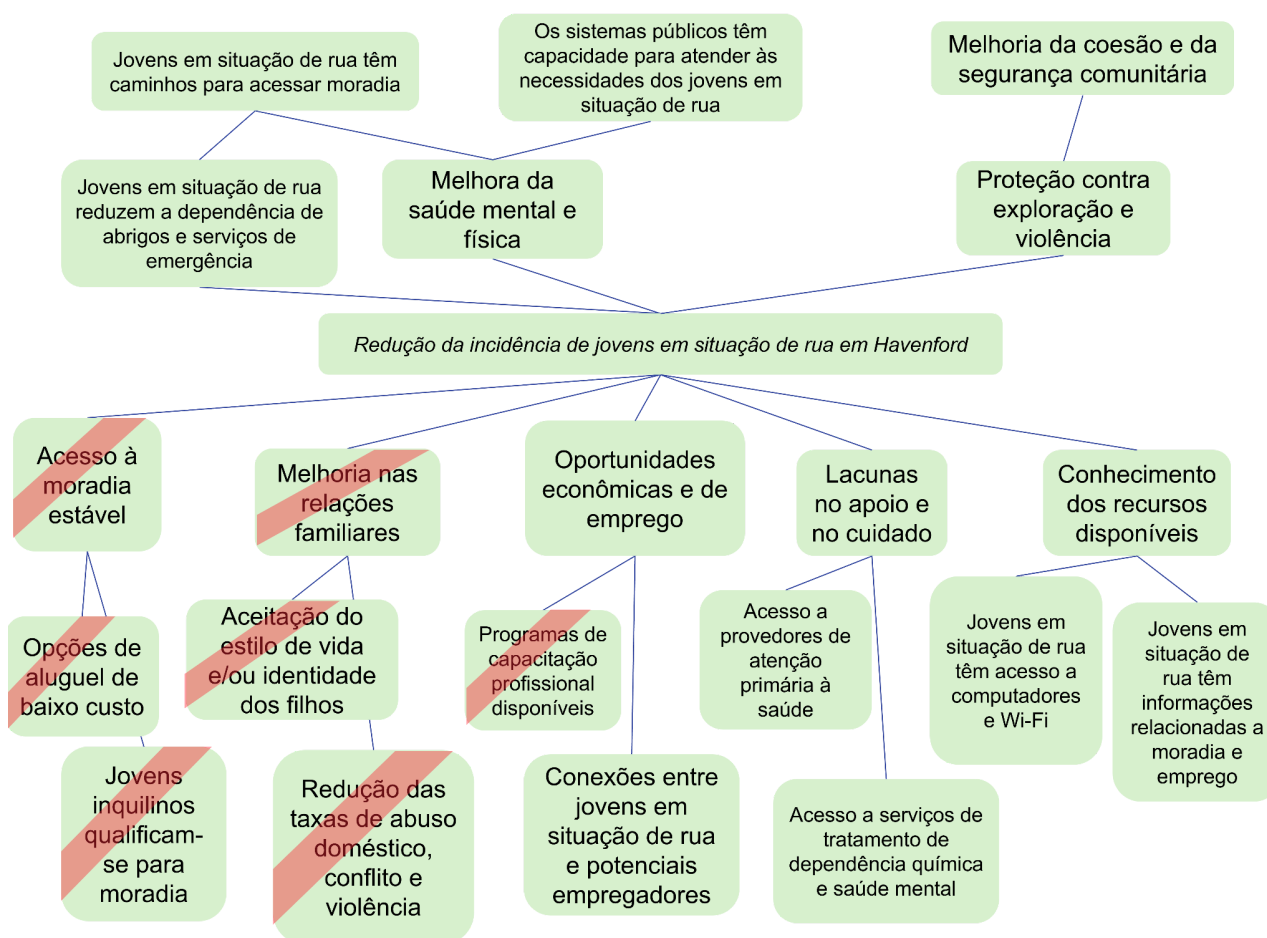 Jovens em situação de rua têm
caminhos para acessar moradia
Os sistemas públicos têm
capacidade para atender às
necessidades dos jovens em
situação de rua
Melhoria da coesão e da
segurança comunitária
Jovens em situação de rua
reduzem a dependência de
abrigos e serviços de
emergência
Melhora da
saúde mental e
física
Proteção contra
exploração e
violência
Redução da incidência de jovens em situação de rua em Havenford
Acesso à
moradia
estável
Melhoria nas
relações
familiares
Oportunidades
econômicas e de
emprego
Lacunas
no apoio e
no cuidado
Conhecimento
dos recursos
disponíveis
Opções de
aluguel de
baixo custo
Aceitação do
estilo de vida
e/ou identidade
dos filhos
Programas de
capacitação
profissional
disponíveis
Acesso a
provedores de
atenção
primária à
saúde
Jovens em
situação de rua
têm acesso a
computadores
e Wi-Fi
Jovens em
situação de
rua têm
informações
relacionadas a
moradia e
emprego
Jovens
inquilinos
qualificam-
se para
moradia
Redução das
taxas de abuso
doméstico,
conflito e
violência
Conexões entre
jovens em
situação de rua
e potenciais
empregadores
Acesso a serviços de
tratamento de
dependência química
e saúde mental